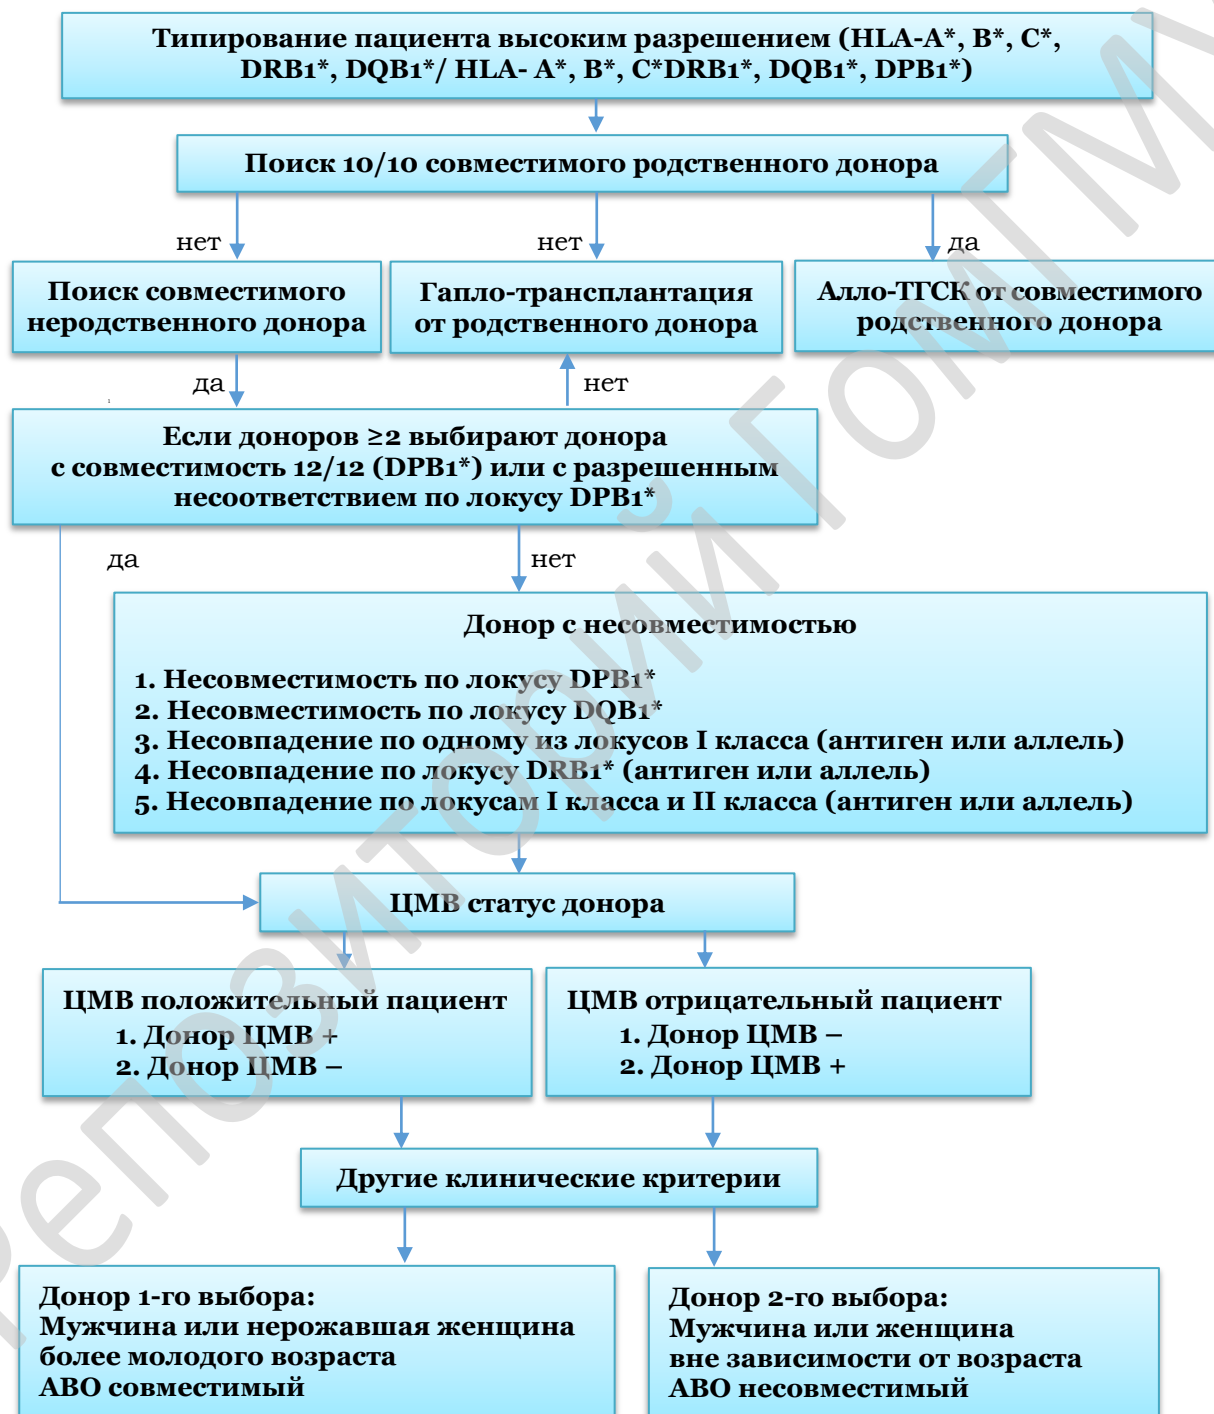 Типирование пациента высоким разрешением (HLA-A*, B*, C*,
DRB1*, DQB1*/ HLA- A*, B*, C*DRB1*, DQB1*, DPB1*)
Поиск 10/10 совместимого родственного донора
нет
нет
да
Поиск совместимого
неродственного донора
Гапло-трансплантация
от родственного донора
Алло-ТГСК от совместимого
родственного донора
да
нет
1
Если доноров ≥2 выбирают донора
с совместимость 12/12 (DPB1*) или с разрешенным
несоответствием по локусу DPB1*
да
нет
Донор с несовместимостью
1. Несовместимость по локусу DPB1*
2. Несовместимость по локусу DQB1*
3. Несовпадение по одному из локусов I класса (антиген или аллель)
4. Несовпадение по локусу DRB1* (антиген или аллель)
5. Несовпадение по локусам I класса и II класса (антиген или аллель)
ЦМВ статус донора
ЦМВ положительный пациент
1. Донор ЦМВ +
2. Донор ЦМВ –
ЦМВ отрицательный пациент
1. Донор ЦМВ –
2. Донор ЦМВ +
Другие клинические критерии
Донор 1-го выбора:
Мужчина или нерожавшая женщина
более молодого возраста
АВО совместимый
Донор 2-го выбора:
Мужчина или женщина
вне зависимости от возраста
АВО несовместимый
Репозиторий ГомГМУ